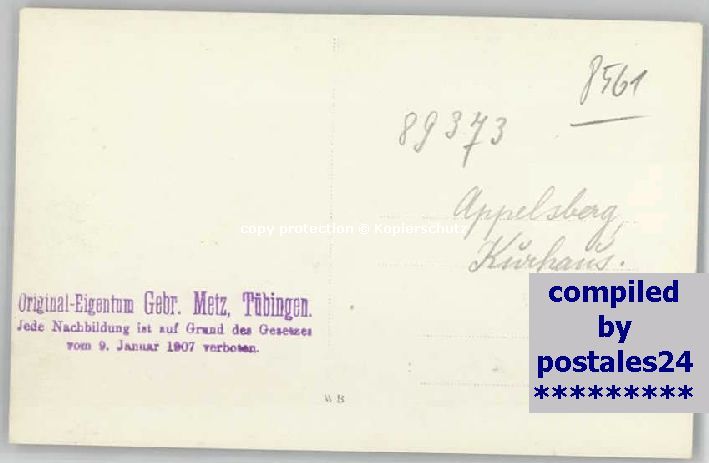 8561
89373
Appelsberg,
Kurhaus.
copy protection © Kopierschutz
Original-Eigentum Gebr. Metz, Tübingen.
Jede Nachbildung ist auf Grund des Gesetzes
vom 9. Januar 1907 verboten.
compiled
by
postales24
*********